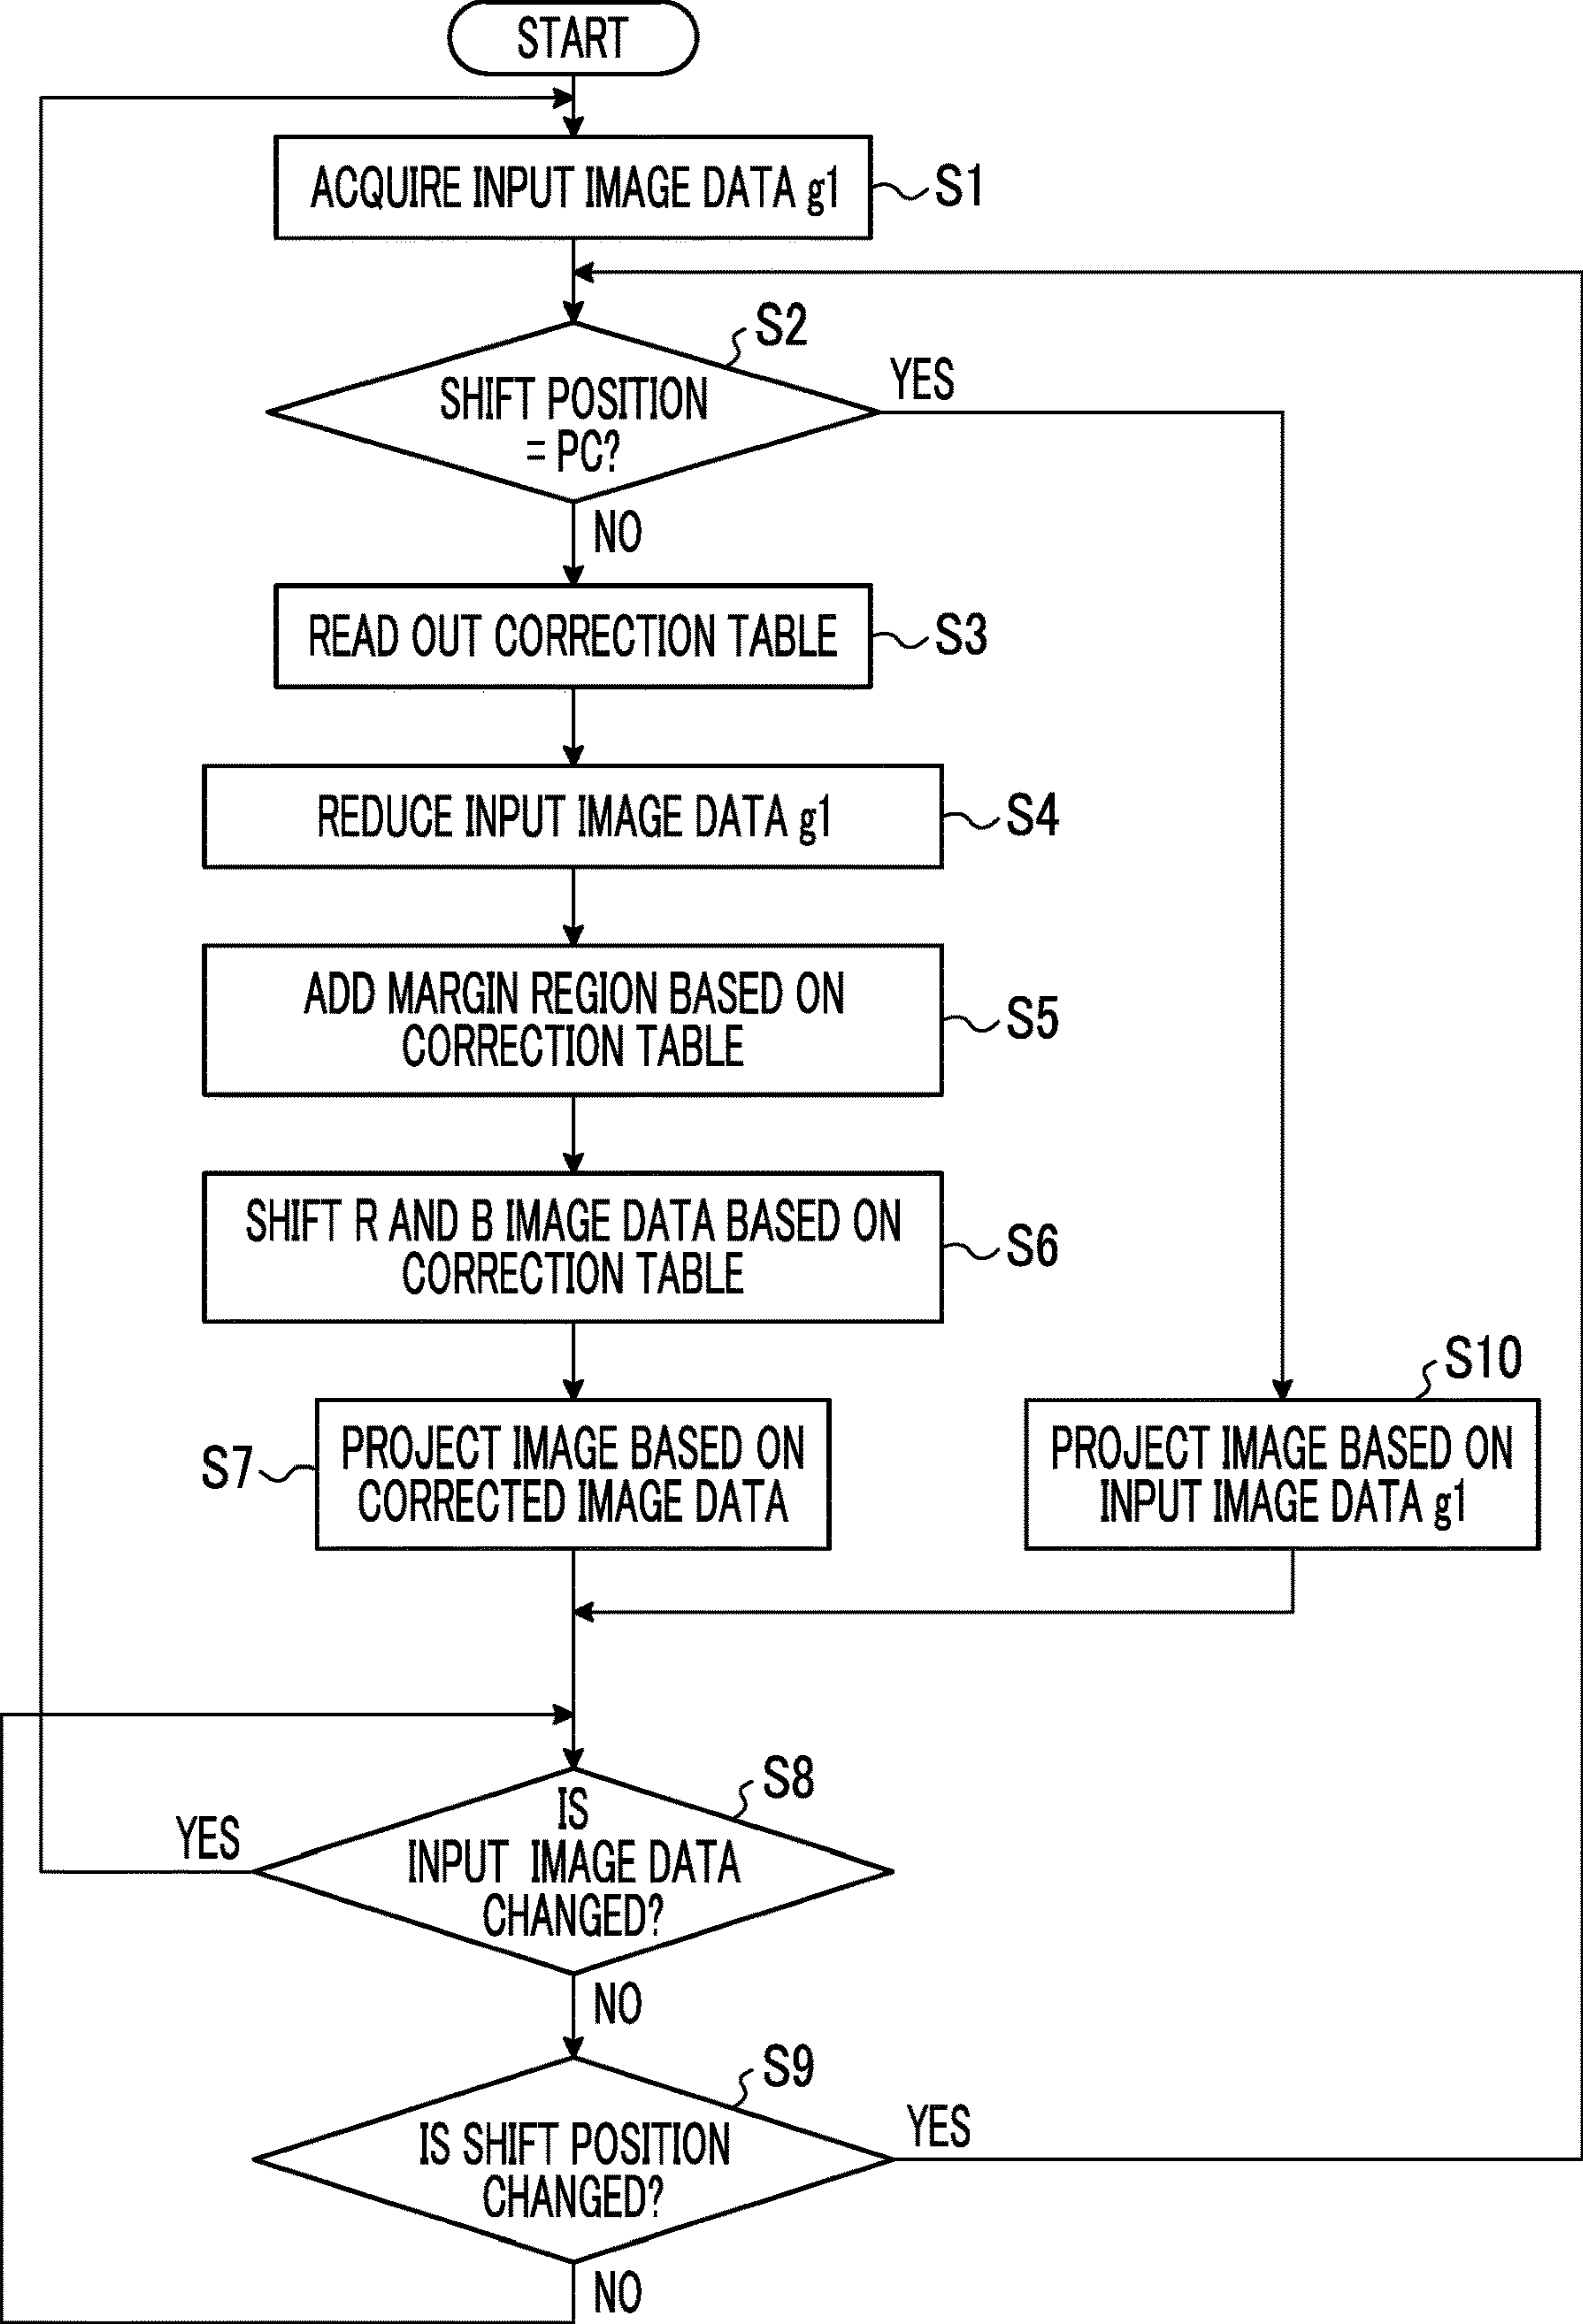 START
ACQUIRE INPUT IMAGE DATA g1
S1
S2
SHIFT POSITION
= PC?
YES
NO
READ OUT CORRECTION TABLE
S3
REDUCE INPUT IMAGE DATA g1
S4
ADD MARGIN REGION BASED ON
CORRECTION TABLE
S5
SHIFT R AND B IMAGE DATA BASED ON
CORRECTION TABLE
S6
S7
PROJECT IMAGE BASED ON
CORRECTED IMAGE DATA
S10
PROJECT IMAGE BASED ON
INPUT IMAGE DATA g1
S8
IS
INPUT IMAGE DATA
CHANGED?
YES
NO
S9
IS SHIFT POSITION
CHANGED?
YES
NO